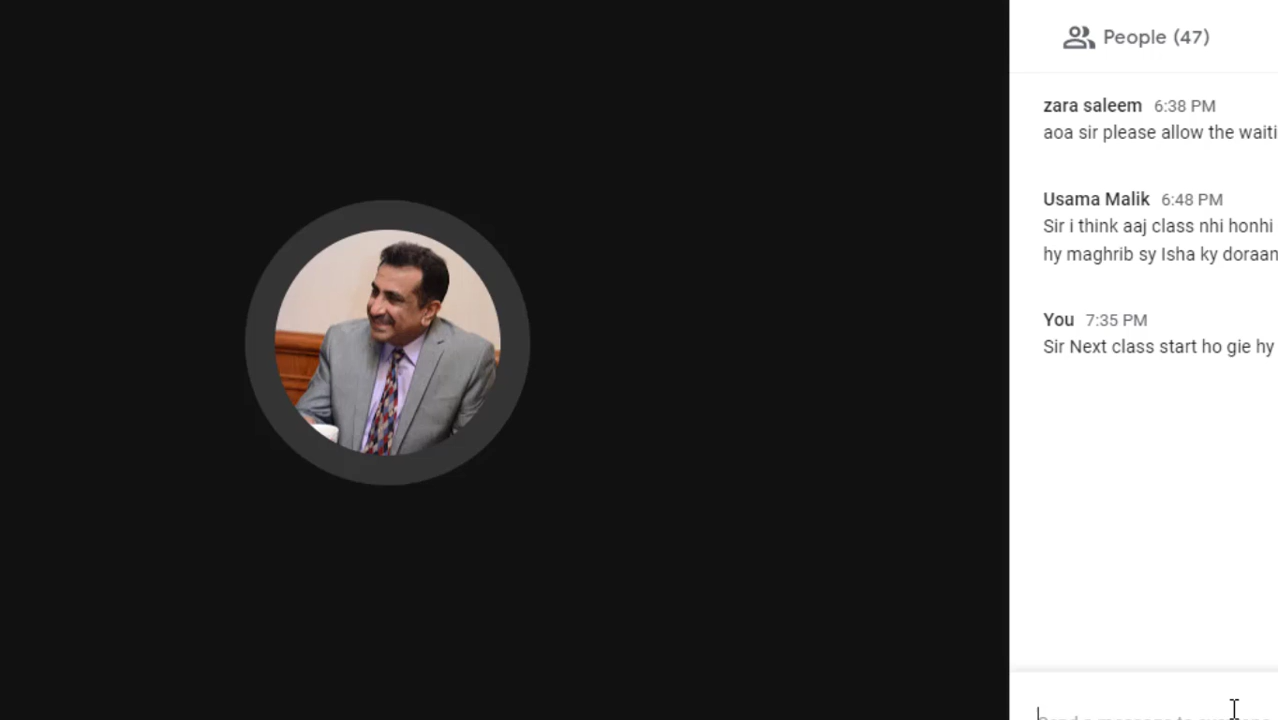 People (47)
zara saleem 6:38 PM
aoa sir please allow the waiti
Usama Malik 6:48 PM
Sir i think aaj class nhi honhi
hy maghrib sy Isha ky doraan
You 7:35 PM
Sir Next class start ho gie hy